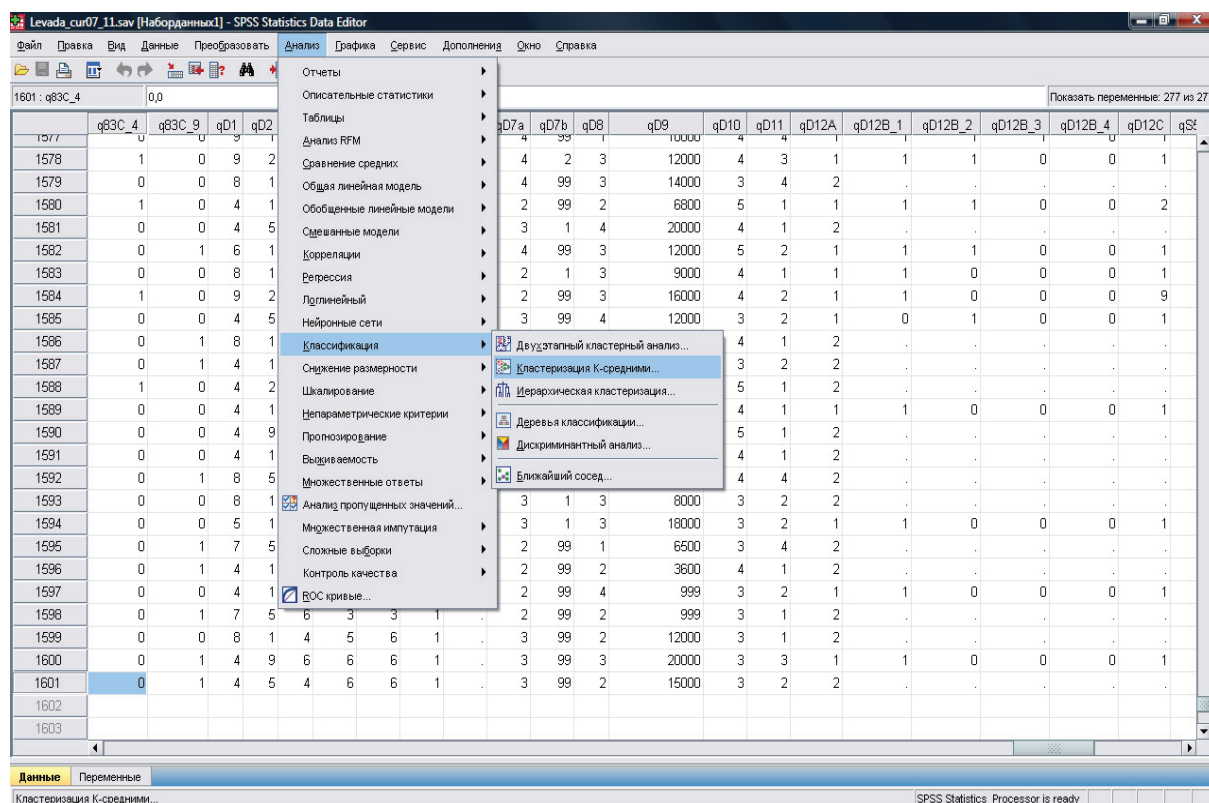 Levada_cur07_11.sav [Наборданных1] - SPSS Statistics Data Editor
Файл Правка Вид Данные Преобразовать Анализ Графика Сервис Дополнения Окно Справка
1601 : q83C_4 0,0 Показать переменные: 277 из 27
q83C_4 q83C_9 qD1 qD2 qD7a qD7b qD8 qD9 qD10 qD11 qD12A qD12B_1 qD12B_2 qD12B_3 qD12B_4 qD12C
1577 0 0 9 1 4 99 1 10000 4 4 1 1 1 1 0 1
1578 1 0 9 2 4 2 3 12000 4 3 1 1 1 0 0 1
1579 0 0 8 1 4 99 3 14000 3 4 2 . . . . .
1580 1 0 4 1 2 99 2 6800 5 1 1 1 1 0 0 2
1581 0 0 4 5 3 1 4 20000 4 1 2 . . . . .
1582 0 1 6 1 4 99 3 12000 5 2 1 1 1 0 0 1
1583 0 0 8 1 2 1 3 9000 4 1 1 1 0 0 0 1
1584 1 0 9 2 2 99 3 16000 4 2 1 1 0 0 0 9
1585 0 0 4 5 3 99 4 12000 3 2 1 0 1 0 0 1
1586 0 1 8 1 4 1 2 . . . . .
1587 0 1 4 1 3 2 2 . . . . .
1588 1 0 4 2 5 1 2 . . . . .
1589 0 0 4 1 4 1 1 1 0 0 0 1
1590 0 0 4 9 5 1 2 . . . . .
1591 0 0 4 1 4 1 2 . . . . .
1592 0 1 8 5 4 4 2 . . . . .
1593 0 0 8 1 3 1 3 8000 3 2 2 . . . . .
1594 0 0 5 1 3 1 3 18000 3 2 1 1 0 0 0 1
1595 0 1 7 5 2 99 1 6500 3 4 2 . . . . .
1596 0 1 4 1 2 99 2 3600 4 1 2 . . . . .
1597 0 0 4 1 2 99 4 999 3 2 1 1 0 0 0 1
1598 0 1 7 5 6 3 3 1 . 2 99 2 999 3 1 2 . . . . .
1599 0 0 8 1 4 5 6 1 . 3 99 2 12000 3 1 2 . . . . .
1600 0 1 4 9 6 6 6 1 . 3 99 3 20000 3 3 1 1 0 0 0 1
1601 0 1 4 5 4 6 6 1 . 3 99 2 15000 3 2 2 . . . . .
1602
1603
Отчеты
Описательные статистики
Таблицы
Анализ RFM
Сравнение средних
Общая линейная модель
Обобщенные линейные модели
Смешанные модели
Корреляции
Регрессия
Логлинейный
Нейронные сети
Классификация
Снижение размерности
Шкалирование
Непараметрические критерии
Прогнозирование
Выживаемость
Множественные ответы
Анализ пропущенных значений...
Множественная импутация
Сложные выборки
Контроль качества
ROC кривые...
Двухэтапный кластерный анализ...
Кластеризация K-средними...
Иерархическая кластеризация...
Деревья классификации...
Дискриминантный анализ...
Ближайший сосед...
Данные Переменные
Кластеризация K-средними... SPSS Statistics Processor is ready